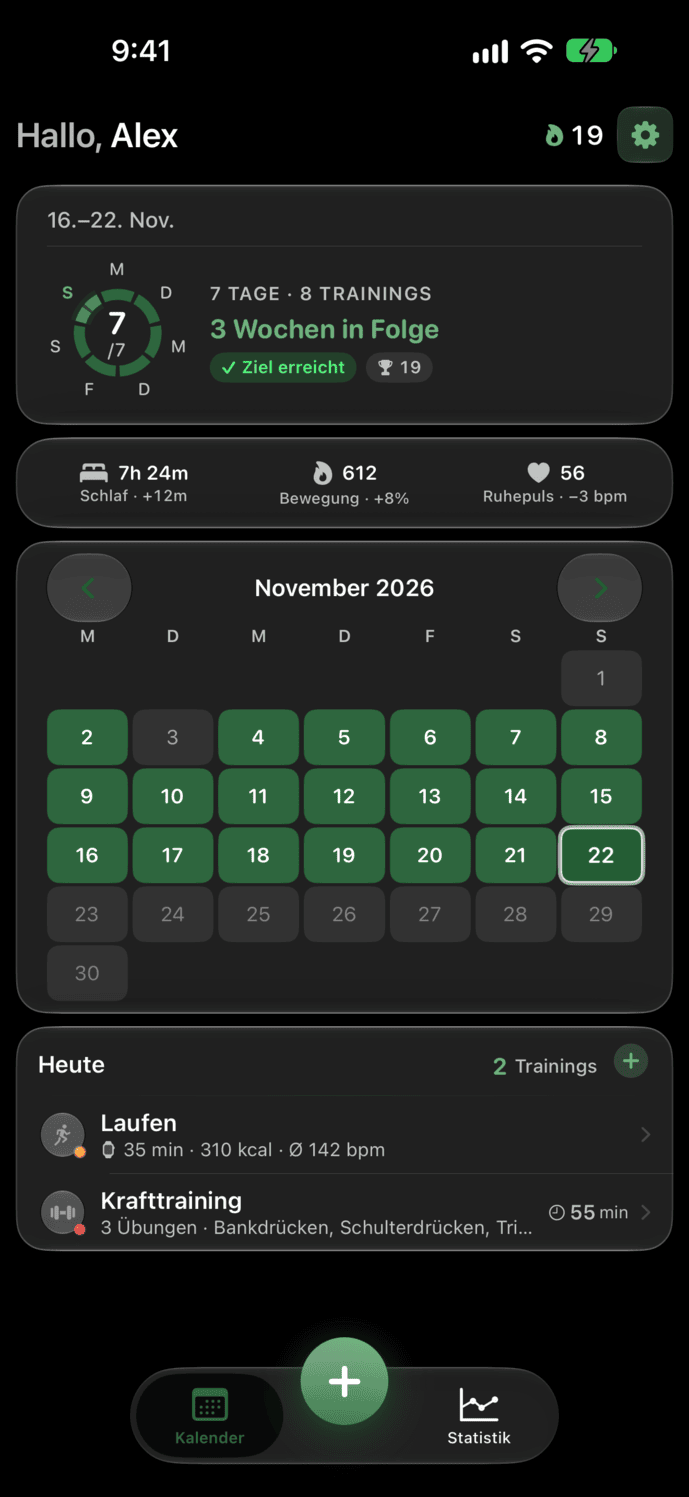 9:41
Hallo, Alex
19
16.–22. Nov.
M
S D
S M
F D
7
/7
7 TAGE · 8 TRAININGS
3 Wochen in Folge
Ziel erreicht 19
7h 24m 612 56
Schlaf · +12m Bewegung · +8% Ruhepuls · −3 bpm
November 2026
M D M D F S S
1
2 3 4 5 6 7 8
9 10 11 12 13 14 15
16 17 18 19 20 21 22
23 24 25 26 27 28 29
30
Heute 2 Trainings
Laufen
35 min · 310 kcal · Ø 142 bpm
Krafttraining
3 Übungen · Bankdrücken, Schulterdrücken, Tri... 55 min
Kalender Statistik